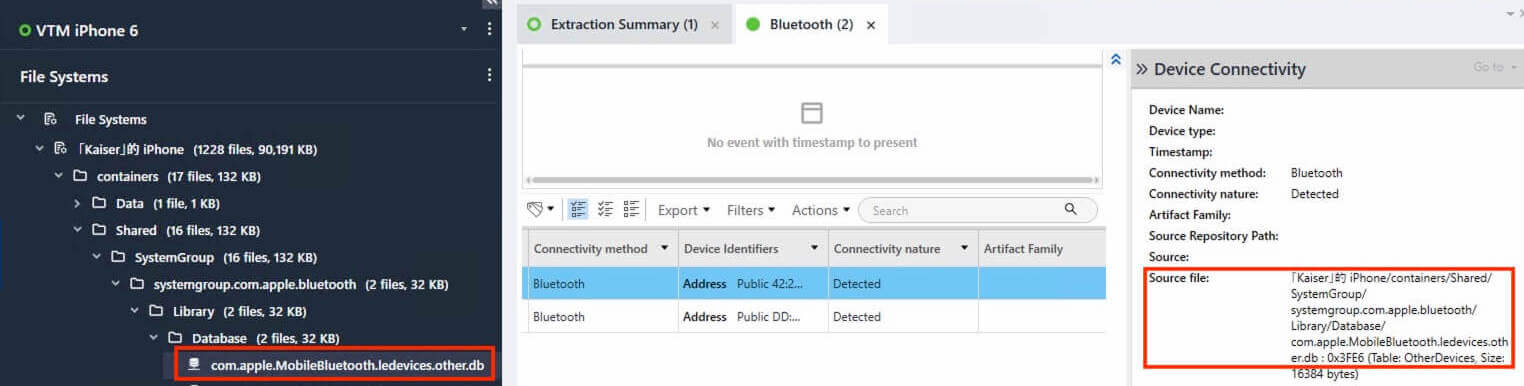 VTM iPhone 6
File Systems
File Systems
「Kaiser」的 iPhone (1228 files, 90,191 KB)
containers (17 files, 132 KB)
Data (1 file, 1 KB)
Shared (16 files, 132 KB)
SystemGroup (16 files, 132 KB)
systemgroup.com.apple.bluetooth (2 files, 32 KB)
Library (2 files, 32 KB)
Database (2 files, 32 KB)
com.apple.MobileBluetooth.ledevices.other.db
Extraction Summary (1)
Bluetooth (2)
No event with timestamp to present
Export
Filters
Actions
Search
Connectivity method Device Identifiers Connectivity nature Artifact Family
Bluetooth Address Public 42:2... Detected
Bluetooth Address Public DD:... Detected
Device Connectivity
Go to
Device Name:
Device type:
Timestamp:
Connectivity method: Bluetooth
Connectivity nature: Detected
Artifact Family:
Source Repository Path:
Source:
Source file: 「Kaiser」的 iPhone/containers/Shared/
SystemGroup/
systemgroup.com.apple.bluetooth/
Library/Database/
com.apple.MobileBluetooth.ledevices.oth
er.db : 0x3FE6 (Table: OtherDevices, Size:
16384 bytes)